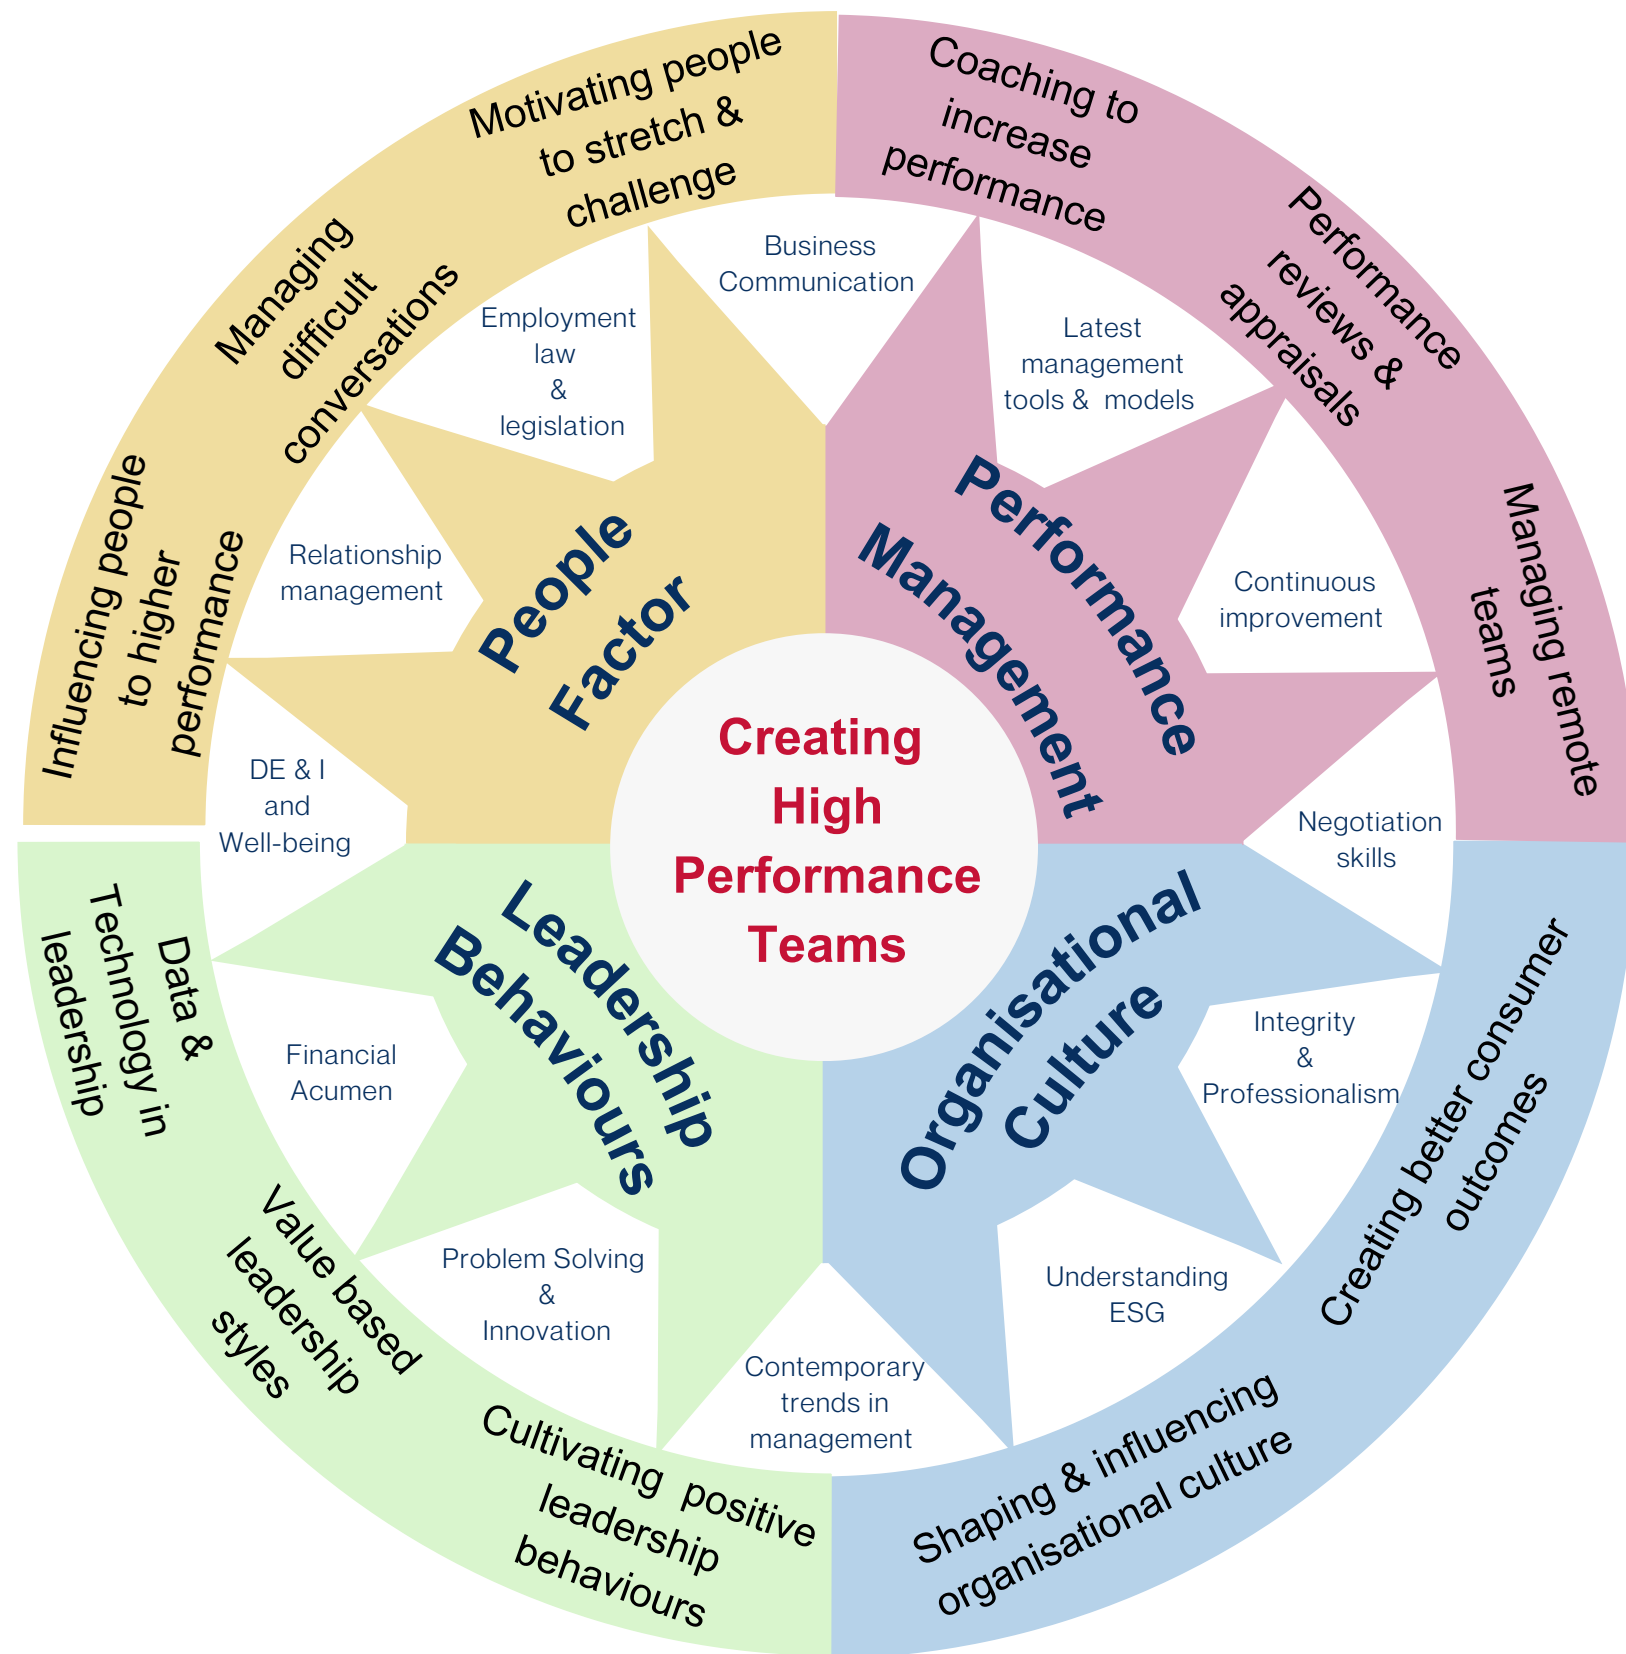 Motivating people
to stretch &
challenge
Coaching to
increase
performance
Performance
reviews &
appraisals
Managing remote
teams
Creating better consumer
outcomes
Shaping & influencing
organisational culture
Cultivating positive
leadership
behaviours
Value based
leadership
styles
Data &
Technology in
leadership
Influencing people
to higher
performance
Managing
difficult
conversations
Business
Communication
Latest
management
tools & models
Continuous
improvement
Negotiation
skills
Integrity
&
Professionalism
Understanding
ESG
Contemporary
trends in
management
Problem Solving
&
Innovation
Financial
Acumen
DE & I
and
Well-being
Relationship
management
Employment
law
&
legislation
People
Factor
Performance
Management
Organisational
Culture
Leadership
Behaviours
Creating
High
Performance
Teams